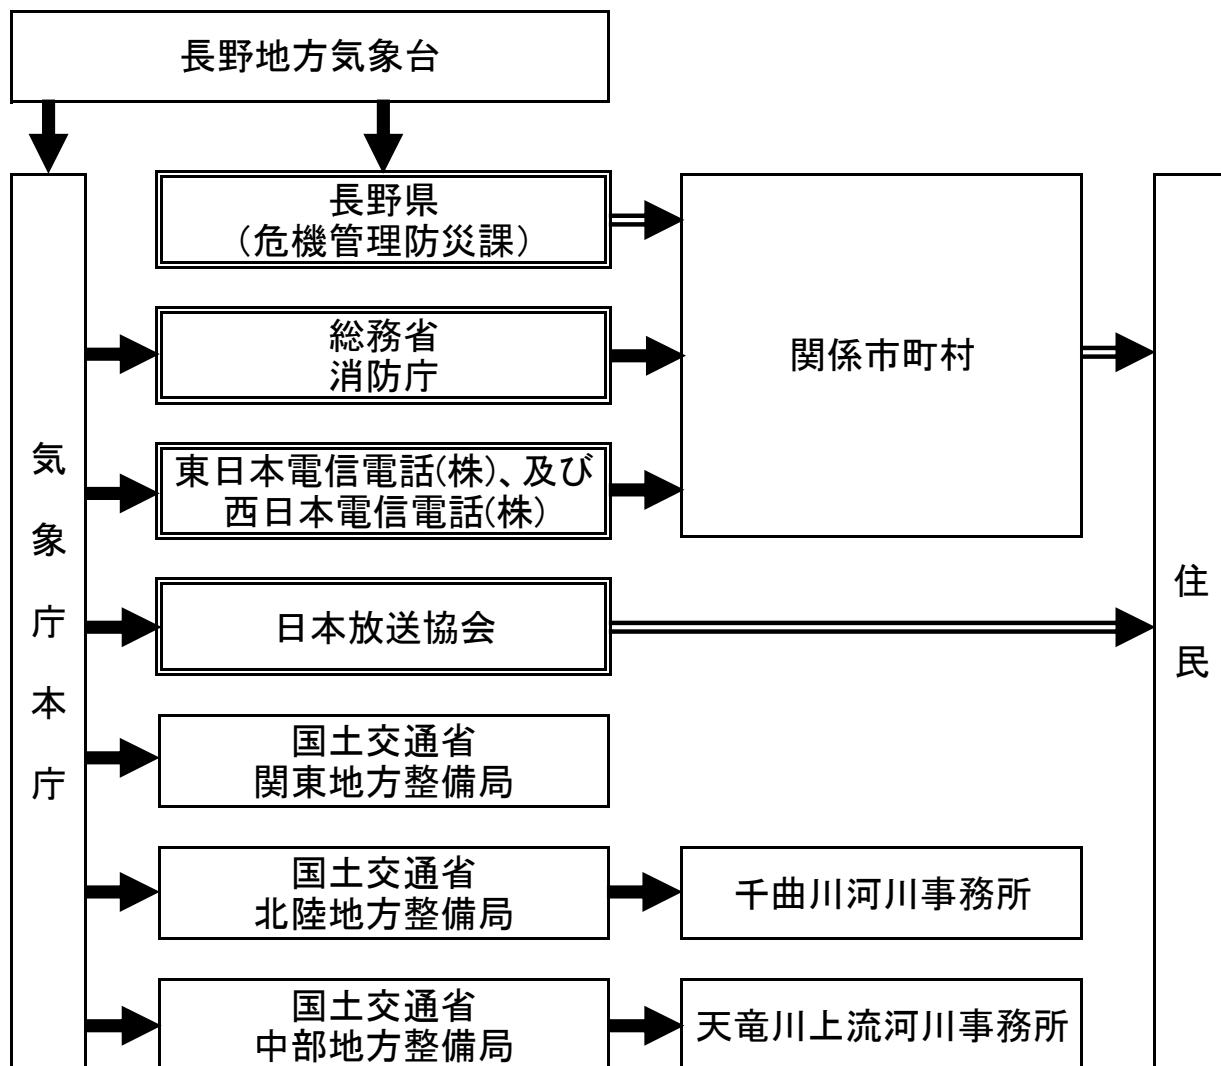 長野地方気象台
長野県
（危機管理防災課）
総務省
消防庁
関係市町村
東日本電信電話(株)、及び
西日本電信電話(株)
気象庁本庁
日本放送協会
住民
国土交通省
関東地方整備局
国土交通省
北陸地方整備局
千曲川河川事務所
国土交通省
中部地方整備局
天竜川上流河川事務所